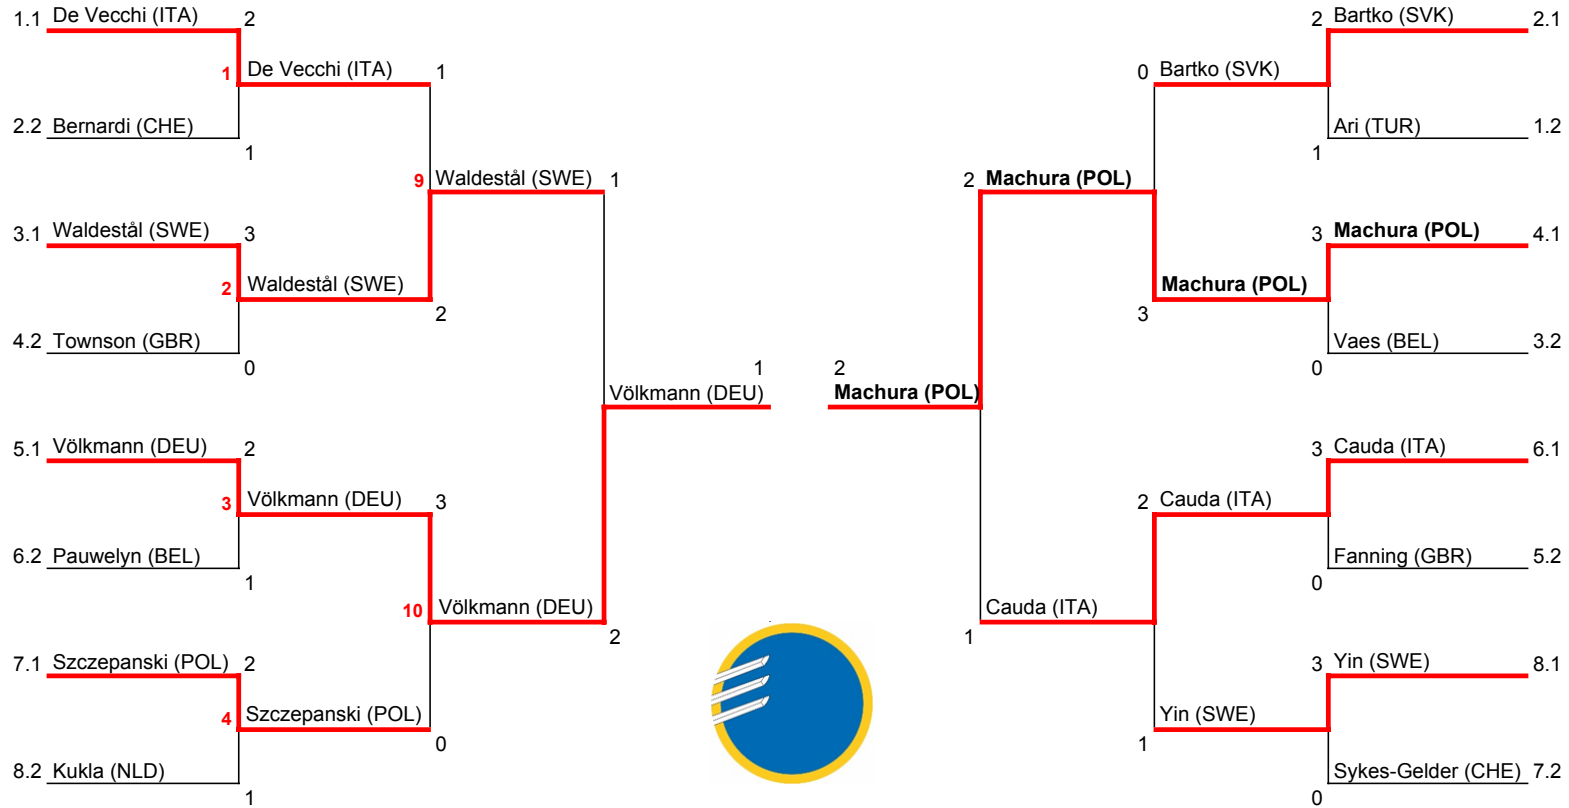 1.1 De Vecchi (ITA) 2
2 Bartko (SVK) 2.1
1 De Vecchi (ITA) 1
0 Bartko (SVK)
2.2 Bernardi (CHE)
Ari (TUR) 1.2
1
1
9 Waldestål (SWE) 1
2 Machura (POL)
3.1 Waldestål (SWE) 3
3 Machura (POL) 4.1
2 Waldestål (SWE)
Machura (POL)
2
3
4.2 Townson (GBR)
Vaes (BEL) 3.2
0
0
1
2
Völkmann (DEU)
Machura (POL)
5.1 Völkmann (DEU) 2
3 Cauda (ITA) 6.1
3 Völkmann (DEU) 3
2 Cauda (ITA)
6.2 Pauwelyn (BEL)
Fanning (GBR) 5.2
1
0
10 Völkmann (DEU)
Cauda (ITA)
2
1
7.1 Szczepanski (POL) 2
3 Yin (SWE) 8.1
4 Szczepanski (POL)
Yin (SWE)
0
1
8.2 Kukla (NLD)
Sykes-Gelder (CHE) 7.2
1
0